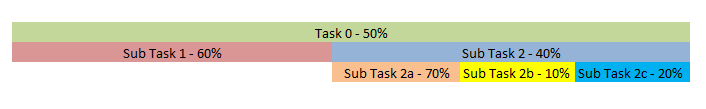 Task 0 - 50%
Sub Task 1 - 60%
Sub Task 2 - 40%
Sub Task 2a - 70%
Sub Task 2b - 10%
Sub Task 2c - 20%